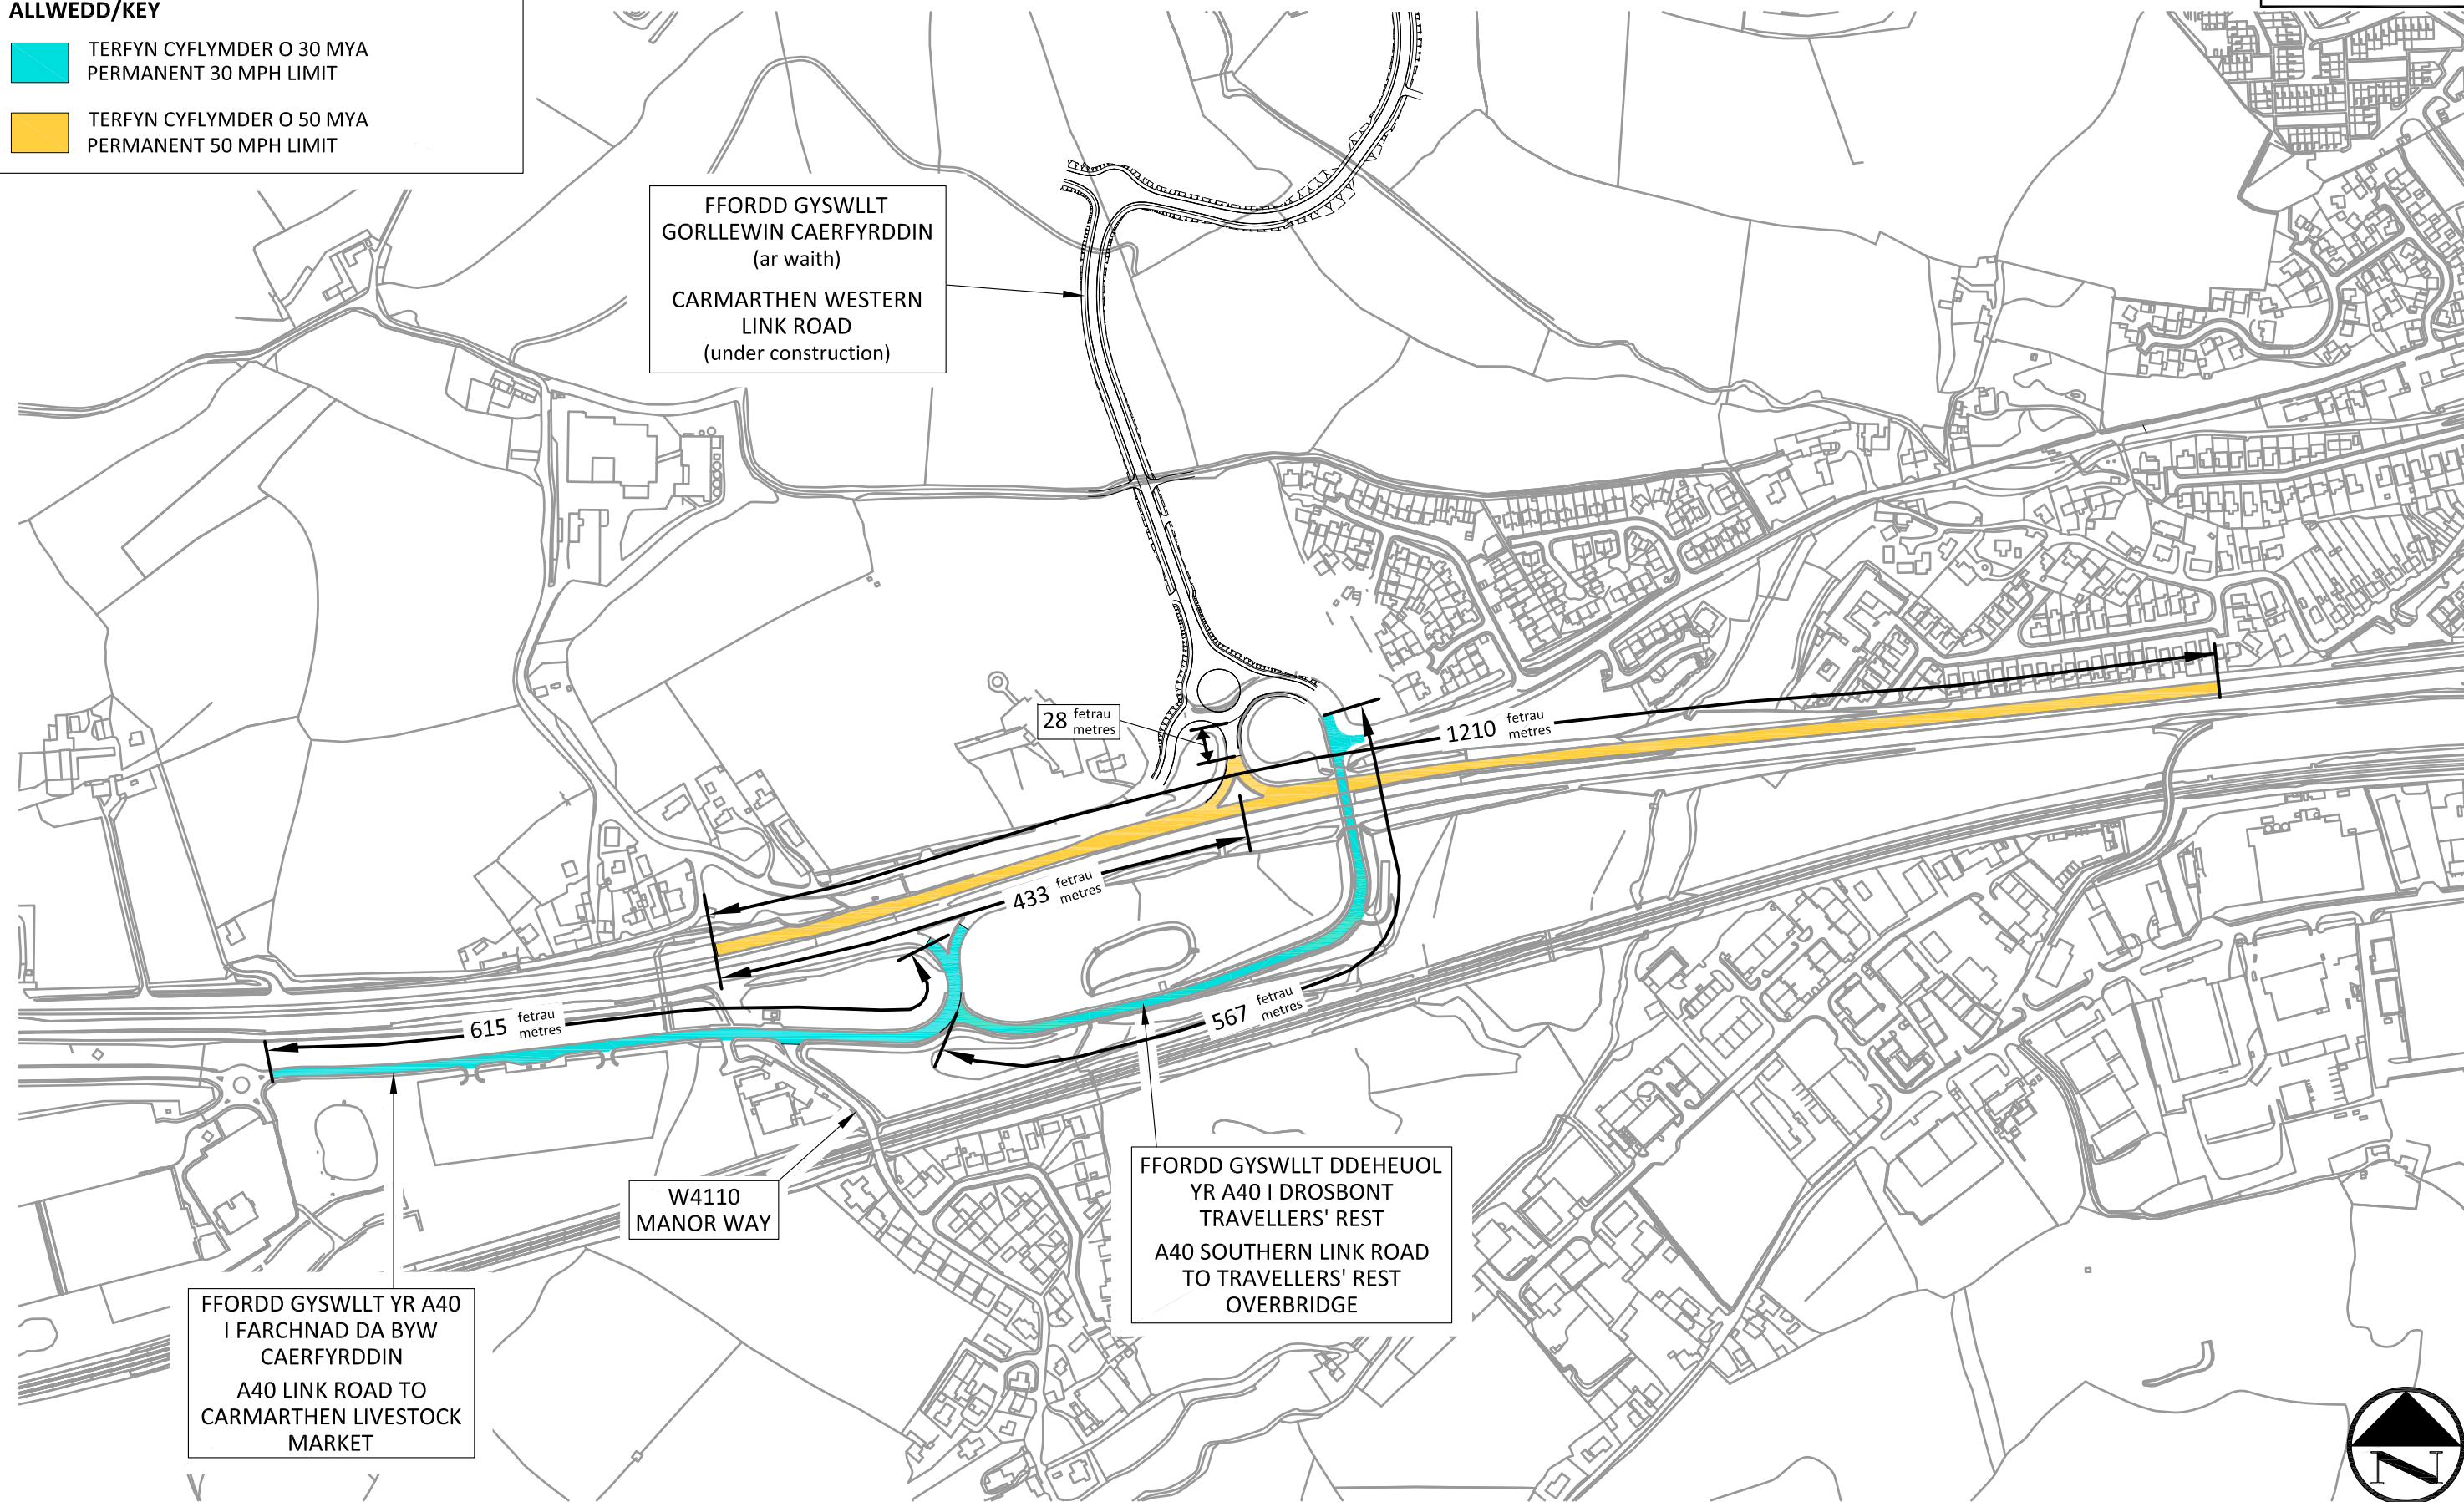 ALLWEDD/KEY
TERFYN CYFLYMDER O 30 MYA
PERMANENT 30 MPH LIMIT
TERFYN CYFLYMDER O 50 MYA
PERMANENT 50 MPH LIMIT
FFORDD GYSWLLT
GORLLEWIN CAERFYRDDIN
(ar waith)
CARMARTHEN WESTERN
LINK ROAD
(under construction)
28 fetrau
metres
1210 fetrau
metres
433 fetrau
metres
615 fetrau
metres
567 fetrau
metres
W4110
MANOR WAY
FFORDD GYSWLLT DDEHEUOL
YR A40 I DROSBONT
TRAVELLERS' REST
A40 SOUTHERN LINK ROAD
TO TRAVELLERS' REST
OVERBRIDGE
FFORDD GYSWLLT YR A40
I FARCHNAD DA BYW
CAERFYRDDIN
A40 LINK ROAD TO
CARMARTHEN LIVESTOCK
MARKET
N